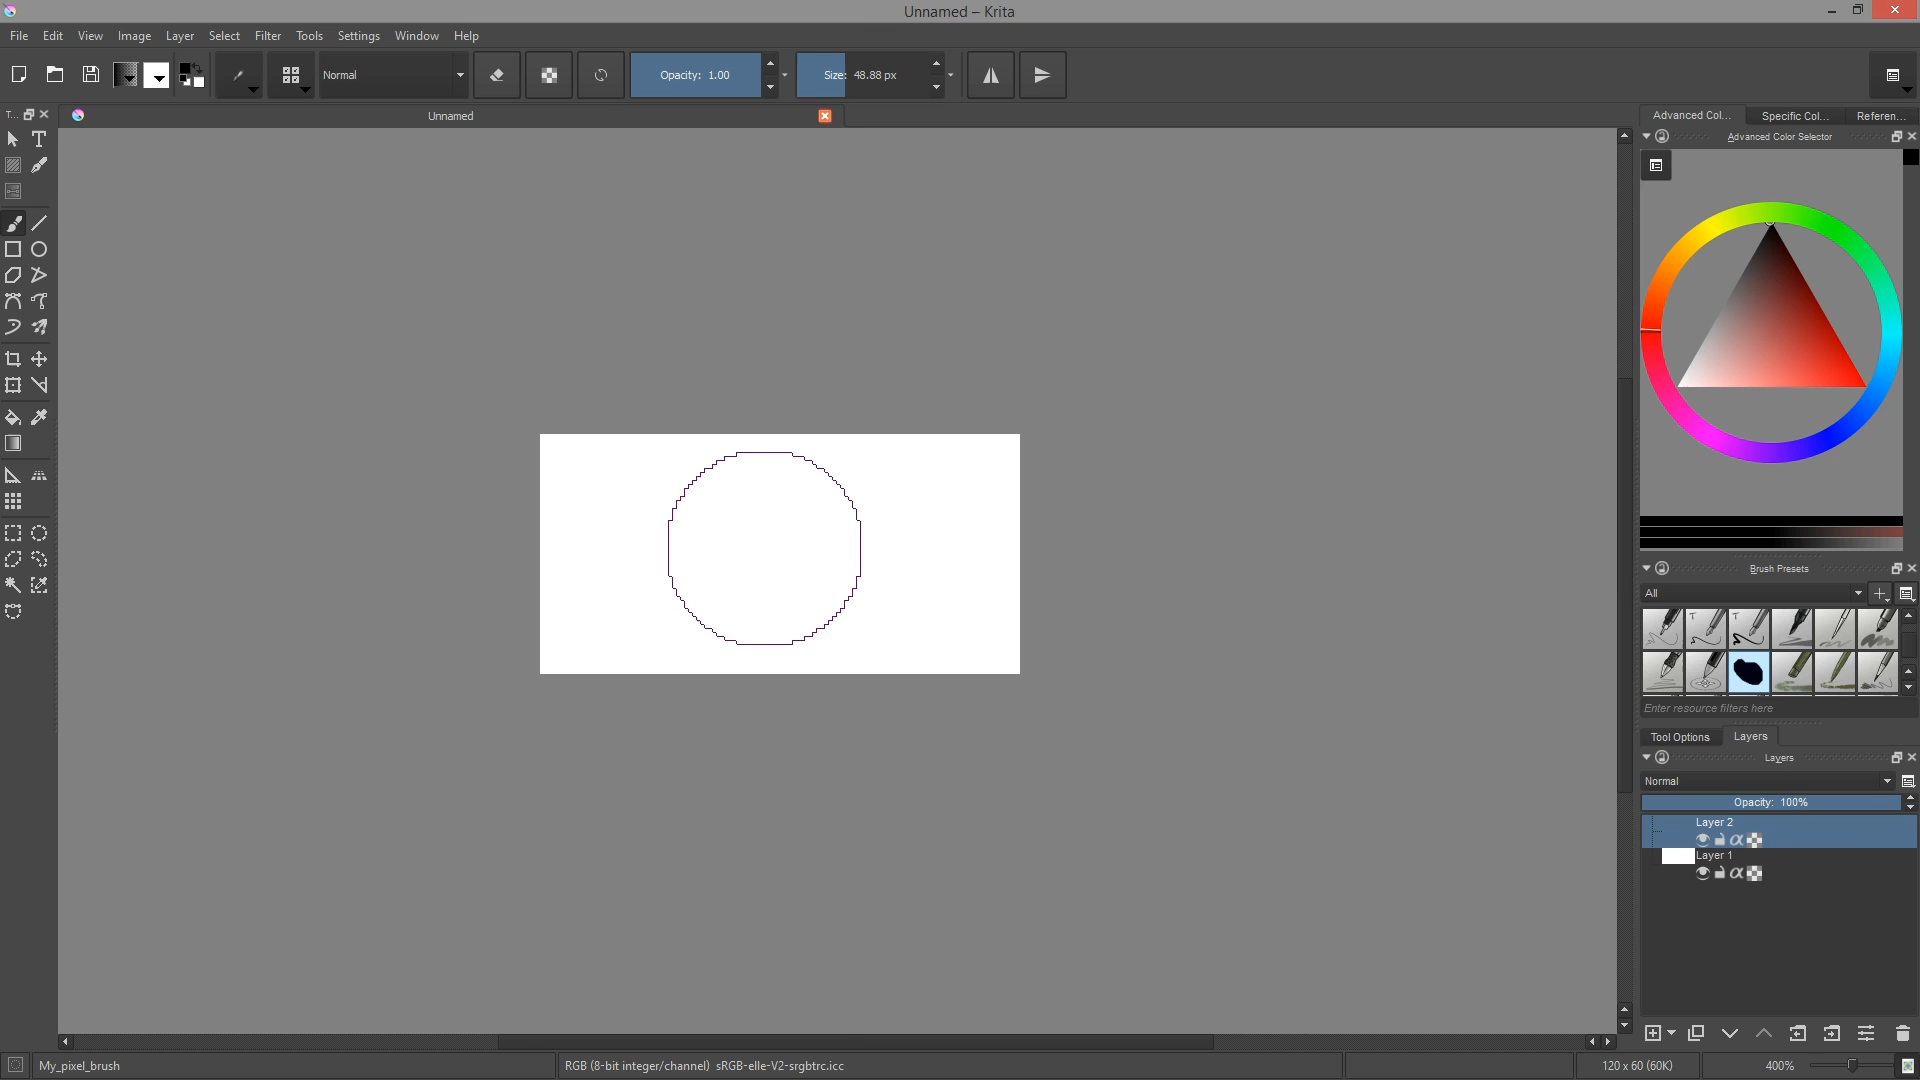 Unnamed – Krita
File Edit View Image Layer Select Filter Tools Settings Window Help
Normal Opacity: 1.00 Size: 48.88 px
T... Unnamed
Advanced Col... Specific Col... Referen...
Advanced Color Selector
Brush Presets
All
Enter resource filters here
Tool Options Layers
Layers
Normal
Opacity: 100%
Layer 2
Layer 1
My_pixel_brush RGB (8-bit integer/channel) sRGB-elle-V2-srgbtrc.icc 120 x 60 (60K) 400%